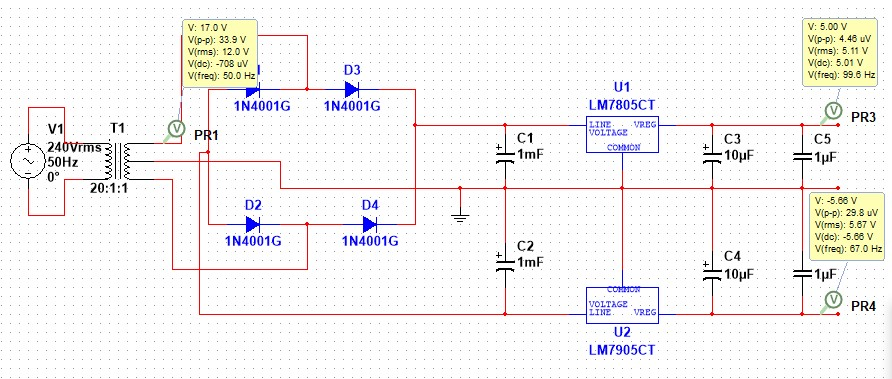 V: 17.0 V
V(p-p): 33.9 V
V(rms): 12.0 V
V(dc): -708 uV
V(freq): 50.0 Hz
PR1
V1
240Vrms
50Hz
0°
T1
20:1:1
1N4001G
D3
1N4001G
D2
1N4001G
D4
1N4001G
+
C1
1mF
+
C2
1mF
U1
LM7805CT
LINE VREG
VOLTAGE
COMMON
+
C3
10µF
C5
1µF
V: 5.00 V
V(p-p): 4.46 uV
V(rms): 5.11 V
V(dc): 5.01 V
V(freq): 99.6 Hz
V
PR3
+
C4
10µF
1µF
V: -5.66 V
V(p-p): 29.8 uV
V(rms): 5.67 V
V(dc): -5.66 V
V(freq): 67.0 Hz
V
PR4
COMMON
VOLTAGE
LINE VREG
U2
LM7905CT
V